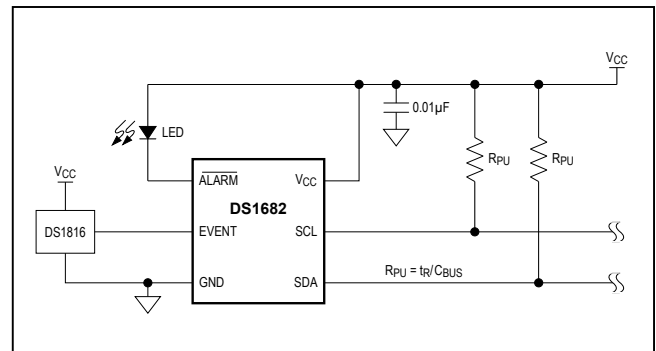 VCC
0.01µF
LED
RPU
RPU
VCC
ALARM
VCC
DS1682
DS1816
EVENT
SCL
RPU = tR/CBUS
GND
SDA